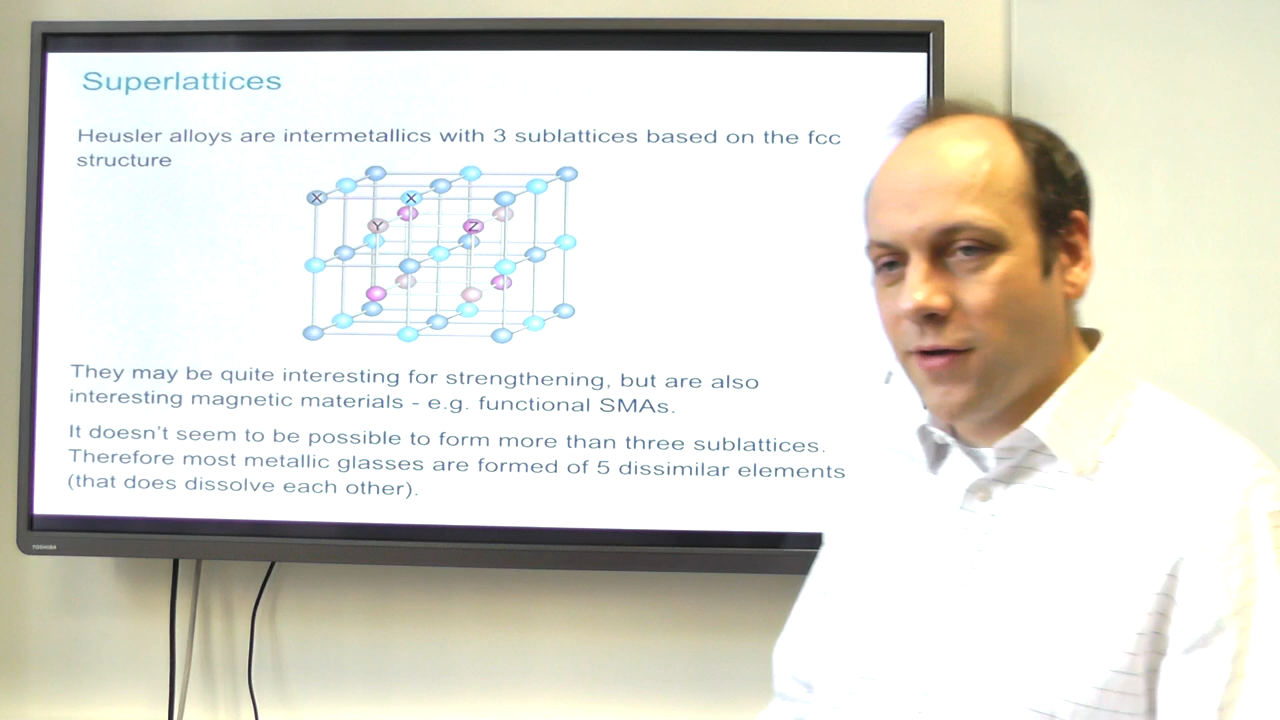 Superlattices
Heusler alloys are intermetallics with 3 sublattices based on the fcc
structure
X X
Y Z
They may be quite interesting for strengthening, but are also
interesting magnetic materials - e.g. functional SMAs.
It doesn't seem to be possible to form more than three sublattices.
Therefore most metallic glasses are formed of 5 dissimilar elements
(that does dissolve each other).
TOSHIBA